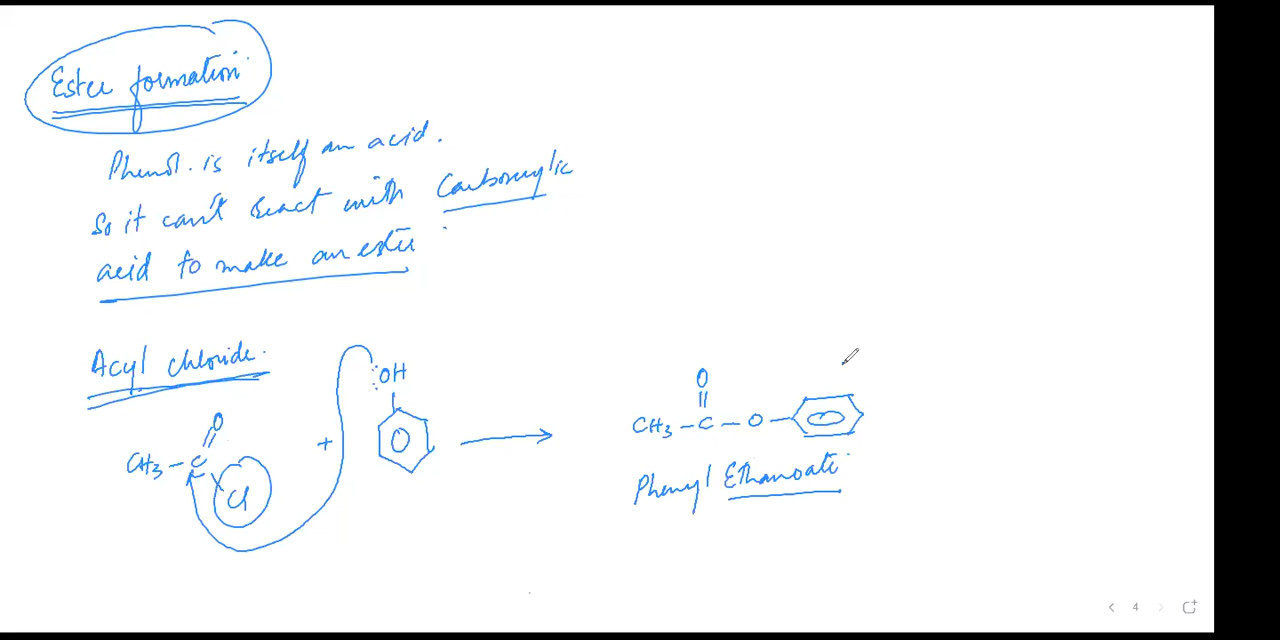 Ester formation.
Phenol. is itself an acid.
So it can't react with Carboxylic
acid to make an ester.
Acyl chloride.
O
CH3 - C
Cl
+
:OH
O
CH3 - C - O -
Phenyl Ethanoate.
4